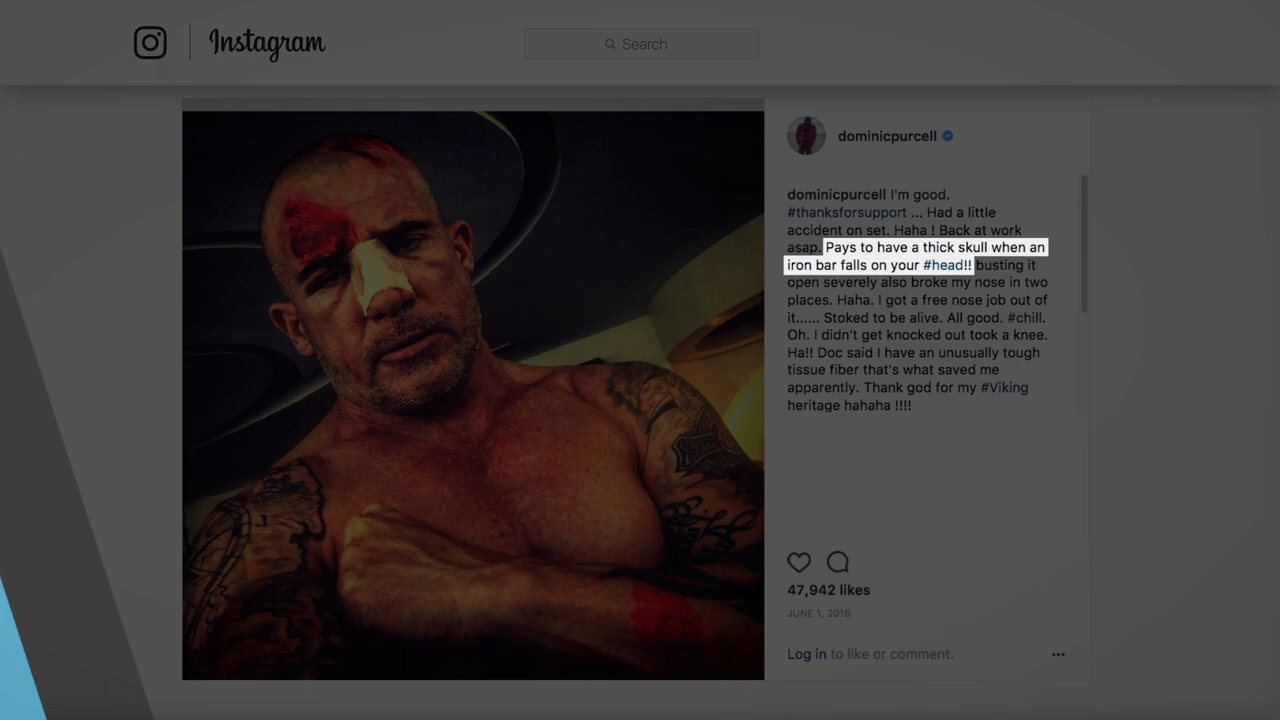 Instagram
Search
dominicpurcell
dominicpurcell I'm good.
#thanksforsupport ... Had a little
accident on set. Haha ! Back at work
asap. Pays to have a thick skull when an
iron bar falls on your #head!! busting it
open severely also broke my nose in two
places. Haha. I got a free nose job out of
it...... Stoked to be alive. All good. #chill.
Oh. I didn't get knocked out took a knee.
Ha!! Doc said I have an unusually tough
tissue fiber that's what saved me
apparently. Thank god for my #Viking
heritage hahaha !!!!
47,942 likes
JUNE 1, 2016
Log in to like or comment.